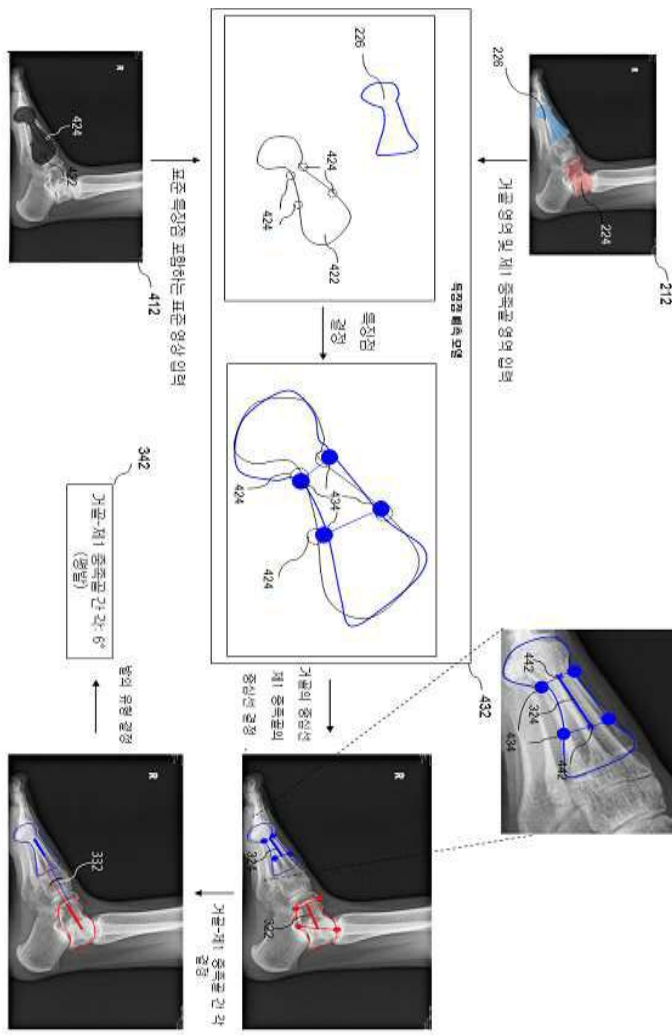 R
226
224
212
거골 영역 및 제1 중족골 영역 입력
특징점 예측 모델
226
424
424
422
특징점
결정
424
434
424
432
표준 특징점 포함하는 표준 영상 입력
R
424
422
412
442
324
434
442
거골의 중심선
제1 중족골의
중심선 결정
R
324
322
거골-제1 중족골 간 각
결정
R
332
발의 유형 결정
거골-제1 중족골 간 각: 6°
(평발)
342